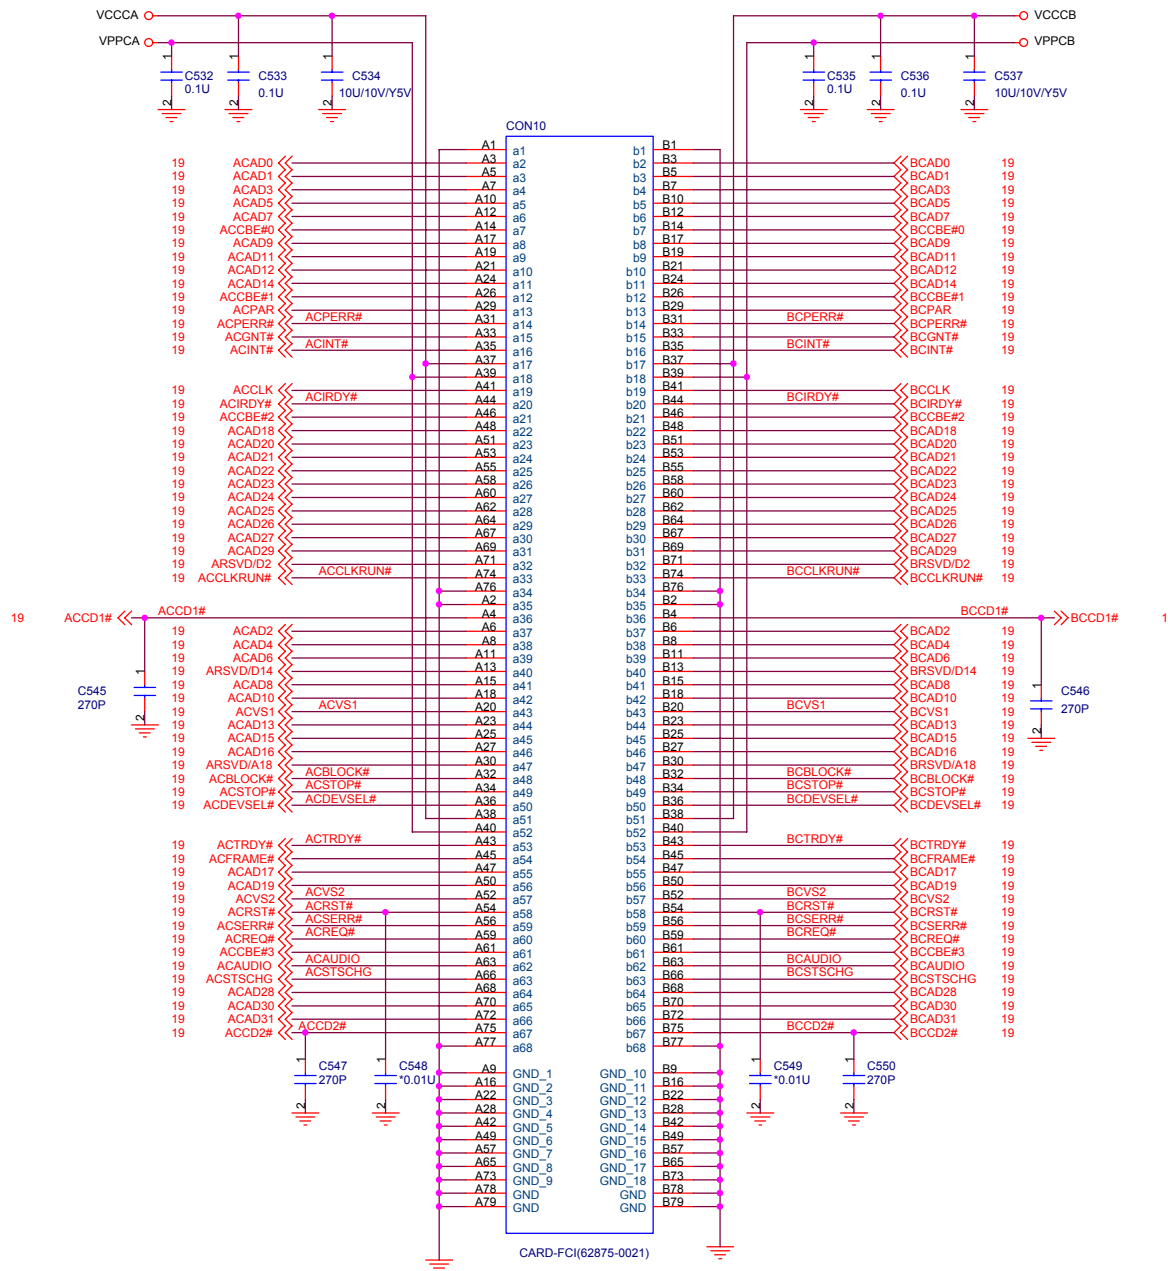 VCCCA VCCCB
VPPCA VPPCB
1 1 1 1 1 1
C532 C533 C534 C535 C536 C537
0.1U 0.1U 10U/10V/Y5V 0.1U 0.1U 10U/10V/Y5V
2 2 2 2 2 2
CON10
A1 a1 b1 B1
19 ACAD0 A3 a2 b2 B3 BCAD0 19
19 ACAD1 A5 a3 b3 B5 BCAD1 19
19 ACAD3 A7 a4 b4 B7 BCAD3 19
19 ACAD5 A10 a5 b5 B10 BCAD5 19
19 ACAD7 A12 a6 b6 B12 BCAD7 19
19 ACCBE#0 A14 a7 b7 B14 BCCBE#0 19
19 ACAD9 A17 a8 b8 B17 BCAD9 19
19 ACAD11 A19 a9 b9 B19 BCAD11 19
19 ACAD12 A21 a10 b10 B21 BCAD12 19
19 ACAD14 A24 a11 b11 B24 BCAD14 19
19 ACCBE#1 A26 a12 b12 B26 BCCBE#1 19
19 ACPAR A29 a13 b13 B29 BCPAR 19
19 ACPERR# ACPERR# A31 a14 b14 B31 BCPERR# BCPERR# 19
19 ACGNT# A33 a15 b15 B33 BCGNT# 19
19 ACINT# ACINT# A35 a16 b16 B35 BCINT# BCINT# 19
A37 a17 b17 B37
A39 a18 b18 B39
19 ACCLK A41 a19 b19 B41 BCCLK 19
19 ACIRDY# ACIRDY# A44 a20 b20 B44 BCIRDY# BCIRDY# 19
19 ACCBE#2 A46 a21 b21 B46 BCCBE#2 19
19 ACAD18 A48 a22 b22 B48 BCAD18 19
19 ACAD20 A51 a23 b23 B51 BCAD20 19
19 ACAD21 A53 a24 b24 B53 BCAD21 19
19 ACAD22 A55 a25 b25 B55 BCAD22 19
19 ACAD23 A58 a26 b26 B58 BCAD23 19
19 ACAD24 A60 a27 b27 B60 BCAD24 19
19 ACAD25 A62 a28 b28 B62 BCAD25 19
19 ACAD26 A64 a29 b29 B64 BCAD26 19
19 ACAD27 A67 a30 b30 B67 BCAD27 19
19 ACAD29 A69 a31 b31 B69 BCAD29 19
19 ARSVD/D2 A71 a32 b32 B71 BRSVD/D2 19
19 ACCLKRUN# ACCLKRUN# A74 a33 b33 B74 BCCLKRUN# BCCLKRUN# 19
A76 a34 b34 B76
A2 a35 b35 B2
19 ACCD1# ACCD1# A4 a36 b36 B4 BCCD1# BCCD1# 1
19 ACAD2 A6 a37 b37 B6 BCAD2 19
19 ACAD4 A8 a38 b38 B8 BCAD4 19
19 ACAD6 A11 a39 b39 B11 BCAD6 19
19 ARSVD/D14 A13 a40 b40 B13 BRSVD/D14 19
1 19 ACAD8 A15 a41 b41 B15 BCAD8 19 1
C545 19 ACAD10 A18 a42 b42 B18 BCAD10 19 C546
270P 19 ACVS1 ACVS1 A20 a43 b43 B20 BCVS1 BCVS1 19 270P
2 19 ACAD13 A23 a44 b44 B23 BCAD13 19 2
19 ACAD15 A25 a45 b45 B25 BCAD15 19
19 ACAD16 A27 a46 b46 B27 BCAD16 19
19 ARSVD/A18 A30 a47 b47 B30 BRSVD/A18 19
19 ACBLOCK# ACBLOCK# A32 a48 b48 B32 BCBLOCK# BCBLOCK# 19
19 ACSTOP# ACSTOP# A34 a49 b49 B34 BCSTOP# BCSTOP# 19
19 ACDEVSEL# ACDEVSEL# A36 a50 b50 B36 BCDEVSEL# BCDEVSEL# 19
A38 a51 b51 B38
A40 a52 b52 B40
19 ACTRDY# ACTRDY# A43 a53 b53 B43 BCTRDY# BCTRDY# 19
19 ACFRAME# A45 a54 b54 B45 BCFRAME# 19
19 ACAD17 A47 a55 b55 B47 BCAD17 19
19 ACAD19 A50 a56 b56 B50 BCAD19 19
19 ACVS2 ACVS2 A52 a57 b57 B52 BCVS2 BCVS2 19
19 ACRST# ACRST# A54 a58 b58 B54 BCRST# BCRST# 19
19 ACSERR# ACSERR# A56 a59 b59 B56 BCSERR# BCSERR# 19
19 ACREQ# ACREQ# A59 a60 b60 B59 BCREQ# BCREQ# 19
19 ACCBE#3 A61 a61 b61 B61 BCCBE#3 19
19 ACAUDIO ACAUDIO A63 a62 b62 B63 BCAUDIO BCAUDIO 19
19 ACSTSCHG ACSTSCHG A66 a63 b63 B66 BCSTSCHG BCSTSCHG 19
19 ACAD28 A68 a64 b64 B68 BCAD28 19
19 ACAD30 A70 a65 b65 B70 BCAD30 19
19 ACAD31 A72 a66 b66 B72 BCAD31 19
19 ACCD2# ACCD2# A75 a67 b67 B75 BCCD2# BCCD2# 19
A77 a68 b68 B77
1 1 1 1
C547 C548 C549 C550
270P *0.01U *0.01U 270P
2 2 2 2
A9 GND_1 GND_10 B9
A16 GND_2 GND_11 B16
A22 GND_3 GND_12 B22
A28 GND_4 GND_13 B28
A42 GND_5 GND_14 B42
A49 GND_6 GND_15 B49
A57 GND_7 GND_16 B57
A65 GND_8 GND_17 B65
A73 GND_9 GND_18 B73
A78 GND GND B78
A79 GND GND B79
CARD-FCI(62875-0021)